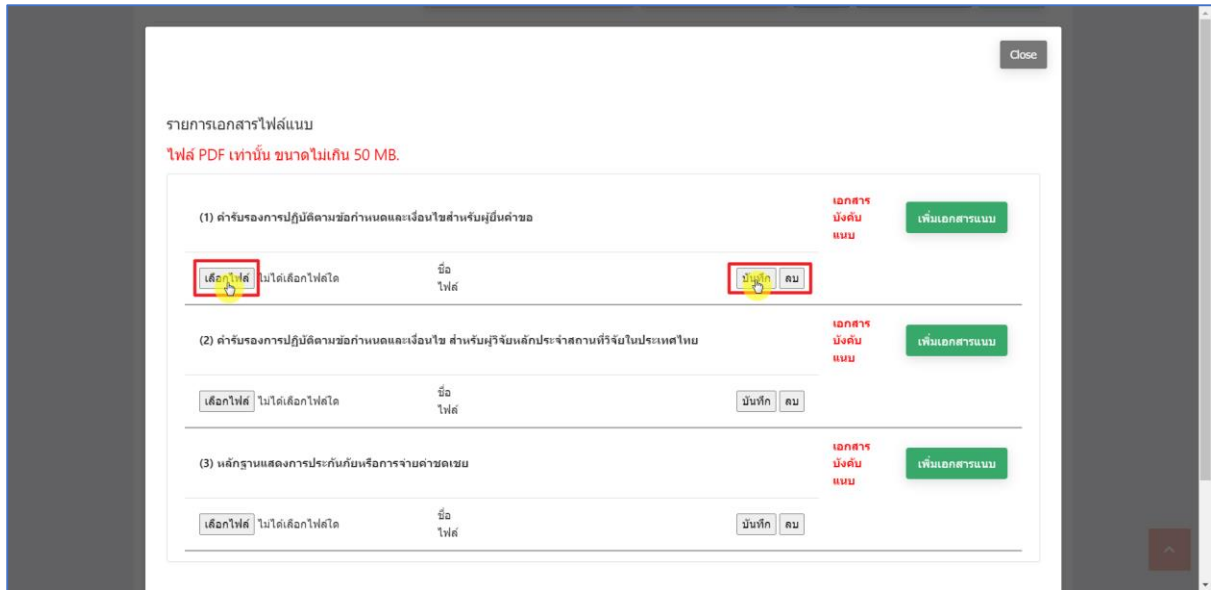 Close
รายการเอกสารไฟล์แนบ
ไฟล์ PDF เท่านั้น ขนาดไม่เกิน 50 MB.
(1) คำรับรองการปฏิบัติตามข้อกำหนดและเงื่อนไขสำหรับผู้ยื่นคำขอ
เอกสาร
บังคับ
แนบ
เพิ่มเอกสารแนบ
เลือกไฟล์ ไม่ได้เลือกไฟล์ใด
ชื่อ
ไฟล์
บันทึก ลบ
(2) คำรับรองการปฏิบัติตามข้อกำหนดและเงื่อนไข สำหรับผู้วิจัยหลักประจำสถานที่วิจัยในประเทศไทย
เอกสาร
บังคับ
แนบ
เพิ่มเอกสารแนบ
เลือกไฟล์ ไม่ได้เลือกไฟล์ใด
ชื่อ
ไฟล์
บันทึก ลบ
(3) หลักฐานแสดงการประกันภัยหรือการจ่ายค่าชดเชย
เอกสาร
บังคับ
แนบ
เพิ่มเอกสารแนบ
เลือกไฟล์ ไม่ได้เลือกไฟล์ใด
ชื่อ
ไฟล์
บันทึก ลบ